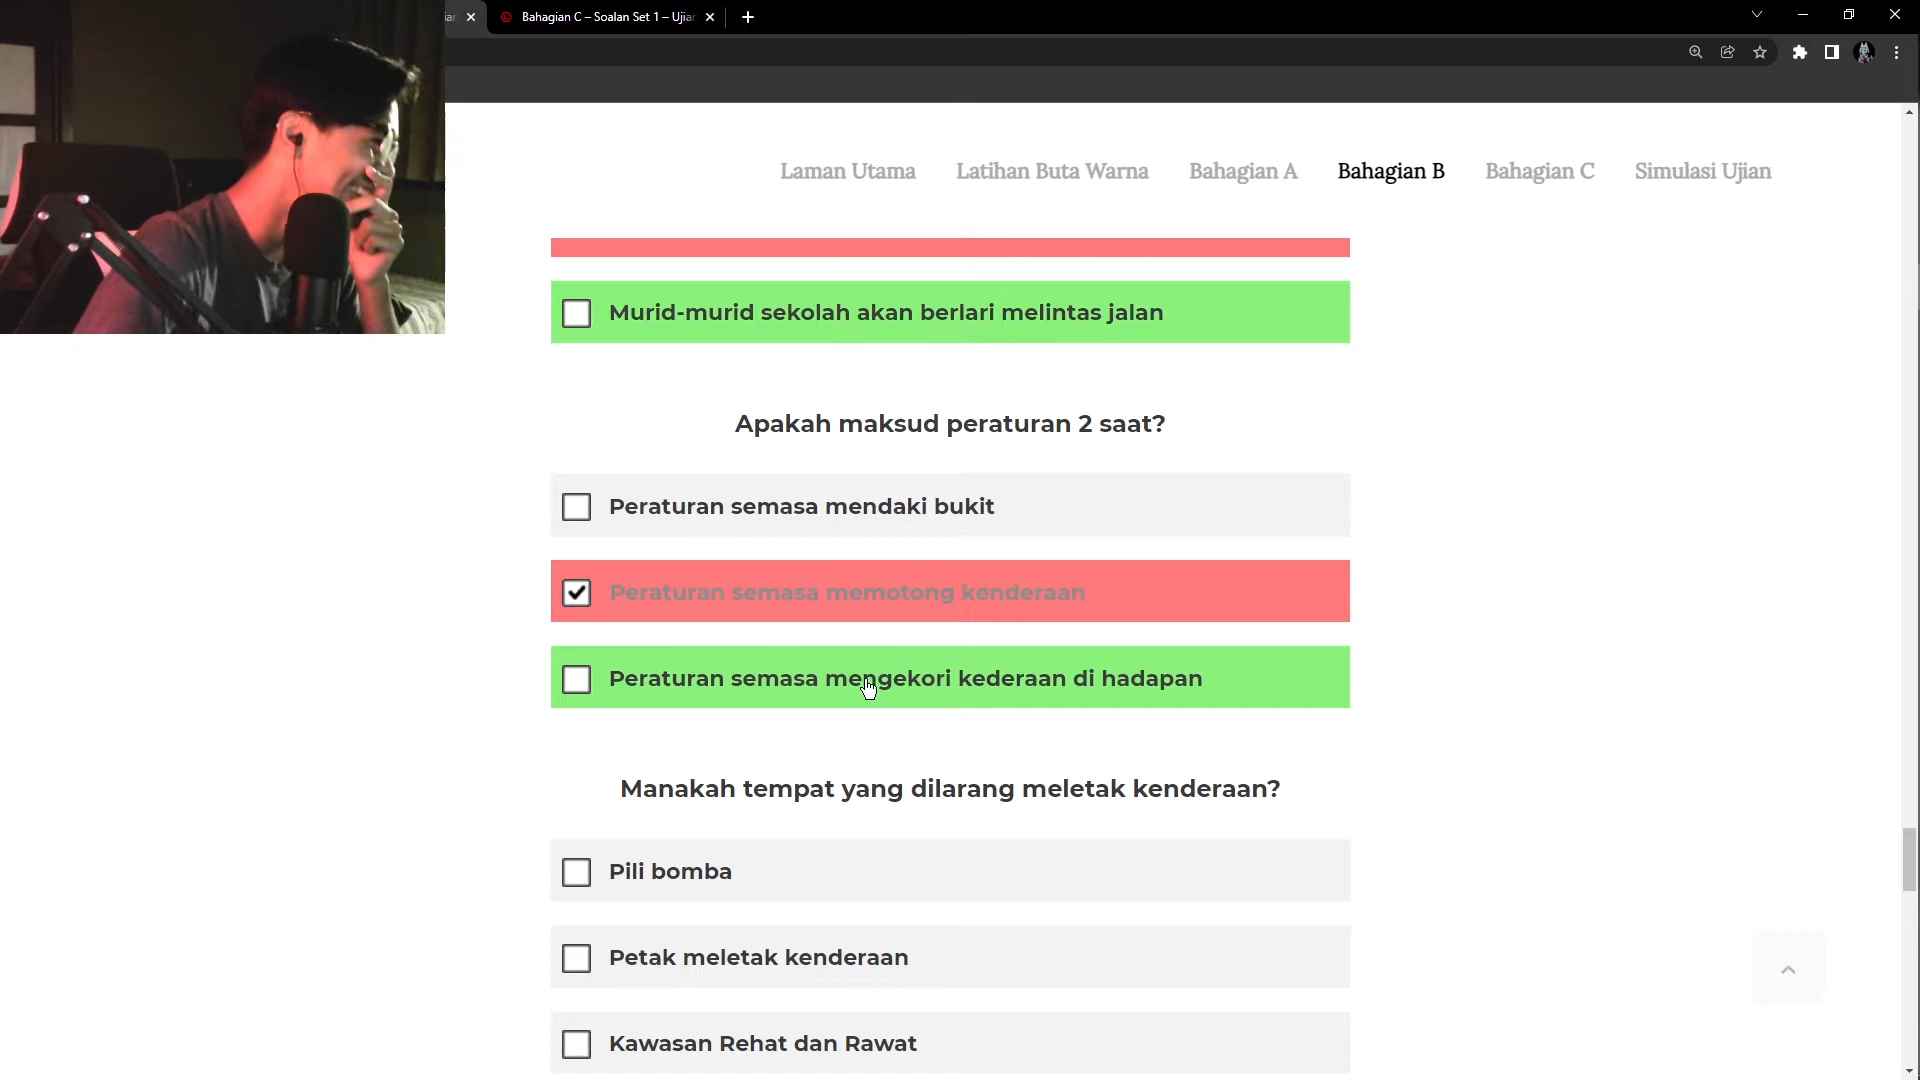 Bahagian C – Soalan Set 1 – Ujian
Laman Utama
Latihan Buta Warna
Bahagian A
Bahagian B
Bahagian C
Simulasi Ujian
Murid-murid sekolah akan berlari melintas jalan
Apakah maksud peraturan 2 saat?
Peraturan semasa mendaki bukit
Peraturan semasa memotong kenderaan
Peraturan semasa mengekori kederaan di hadapan
Manakah tempat yang dilarang meletak kenderaan?
Pili bomba
Petak meletak kenderaan
Kawasan Rehat dan Rawat